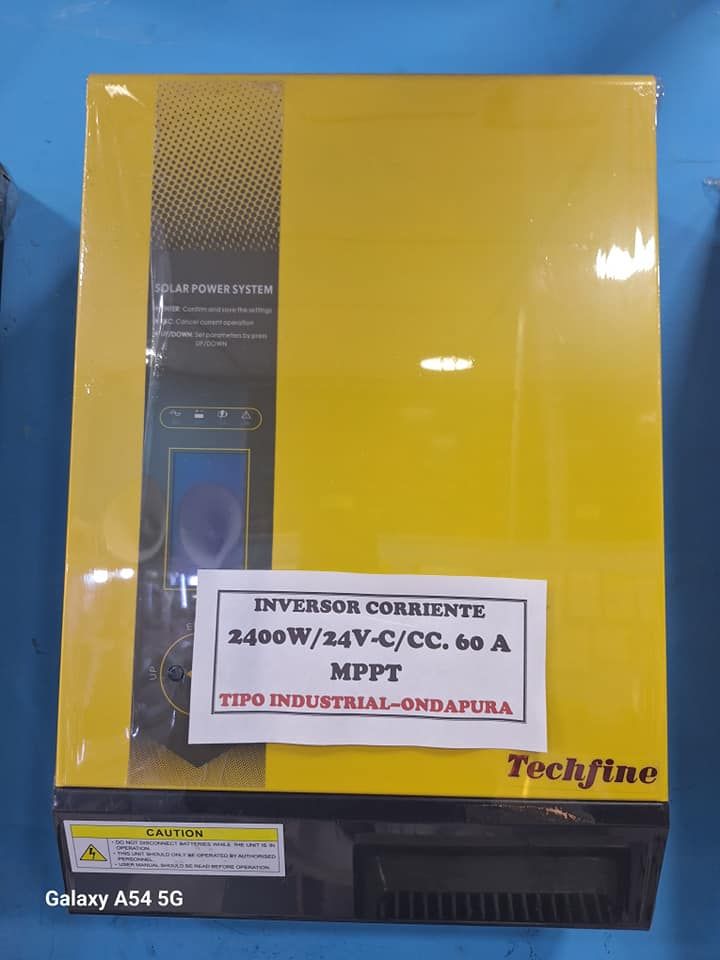 SOLAR POWER SYSTEM
ENTER: Confirm and save the settings
ESC: Cancel current operation
UP/DOWN: Set parameters by press
UP/DOWN
UP
INVERSOR CORRIENTE
2400W/24V-C/CC. 60 A
MPPT
TIPO INDUSTRIAL–ONDAPURA
Techfine
CAUTION
- DO NOT DISCONNECT BATTERIES WHILE THE UNIT IS IN
OPERATION.
- THIS UNIT SHOULD ONLY BE OPERATED BY AUTHORISED
PERSONNEL.
- USER MANUAL SHOULD BE READ BEFORE OPERATION.
Galaxy A54 5G